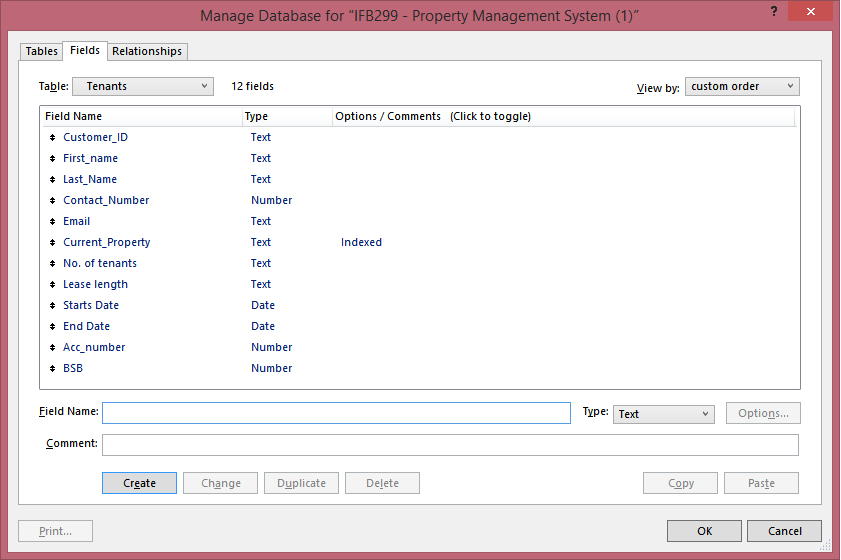 Manage Database for "IFB299 - Property Management System (1)"
?
Tables Fields Relationships
Table: Tenants 12 fields View by: custom order
Field Name Type Options / Comments (Click to toggle)
Customer_ID Text
First_name Text
Last_Name Text
Contact_Number Number
Email Text
Current_Property Text Indexed
No. of tenants Text
Lease length Text
Starts Date Date
End Date Date
Acc_number Number
BSB Number
Field Name: Type: Text Options...
Comment:
Create Change Duplicate Delete Copy Paste
Print... OK Cancel